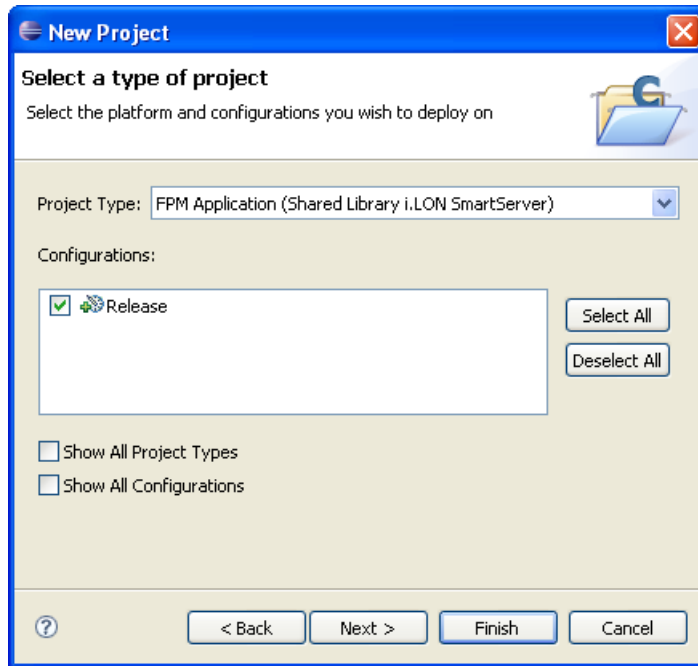 New Project
Select a type of project
Select the platform and configurations you wish to deploy on
C
Project Type: FPM Application (Shared Library i.LON SmartServer)
Configurations:
Release
Select All
Deselect All
Show All Project Types
Show All Configurations
? < Back Next > Finish Cancel